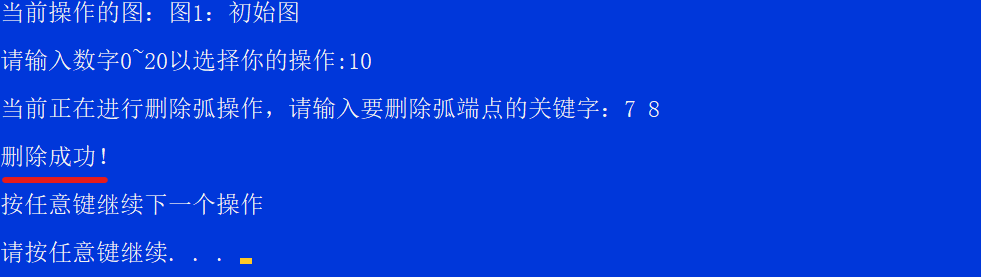 当前操作的图：图1：初始图
请输入数字0~20以选择你的操作:10
当前正在进行删除弧操作，请输入要删除弧端点的关键字：7 8
删除成功！
按任意键继续下一个操作
请按任意键继续. . .